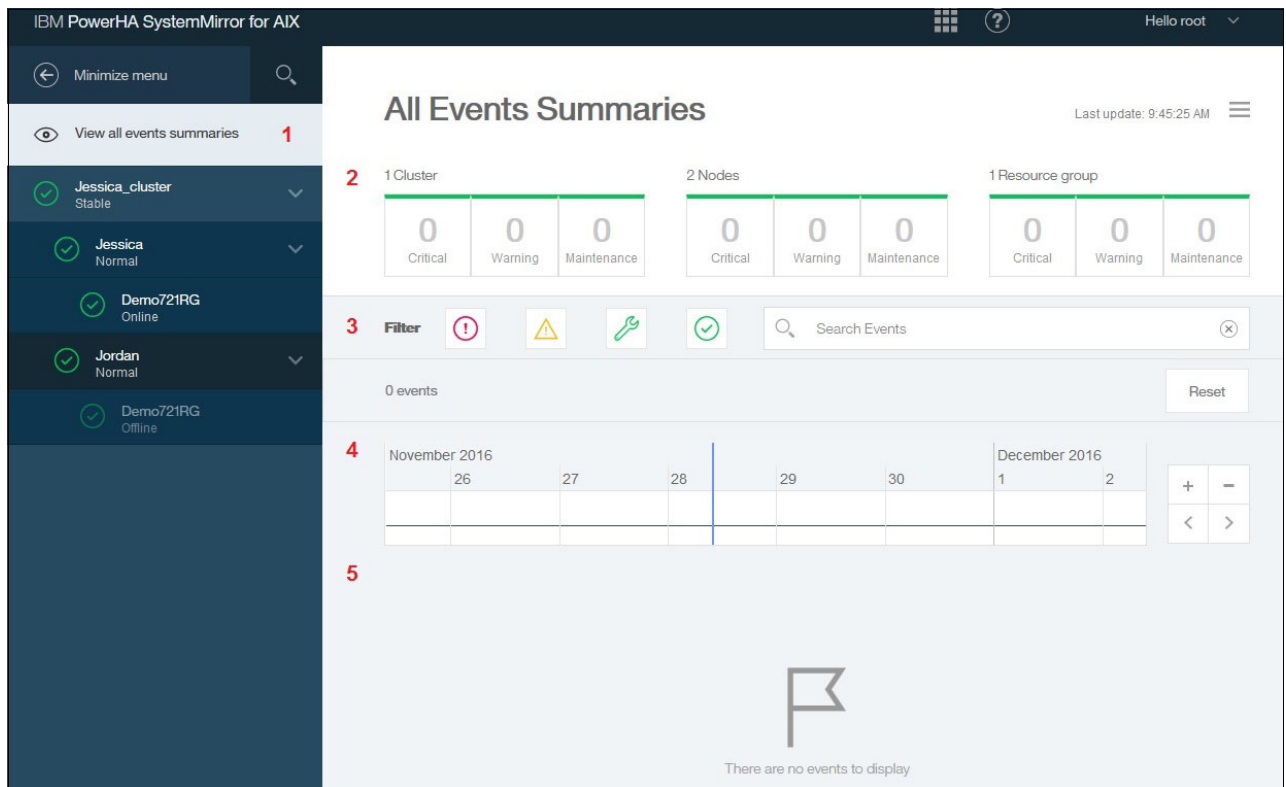 IBM PowerHA SystemMirror for AIX
?
Hello root
Minimize menu
View all events summaries 1
Jessica_cluster
Stable
Jessica
Normal
Demo721RG
Online
Jordan
Normal
Demo721RG
Offline
All Events Summaries
Last update: 9:45:25 AM
2 1 Cluster 2 Nodes 1 Resource group
0 0 0 0 0 0 0 0 0
Critical Warning Maintenance Critical Warning Maintenance Critical Warning Maintenance
3 Filter Search Events
0 events Reset
4 November 2016 December 2016
26 27 28 29 30 1 2
+ −
< >
5
There are no events to display